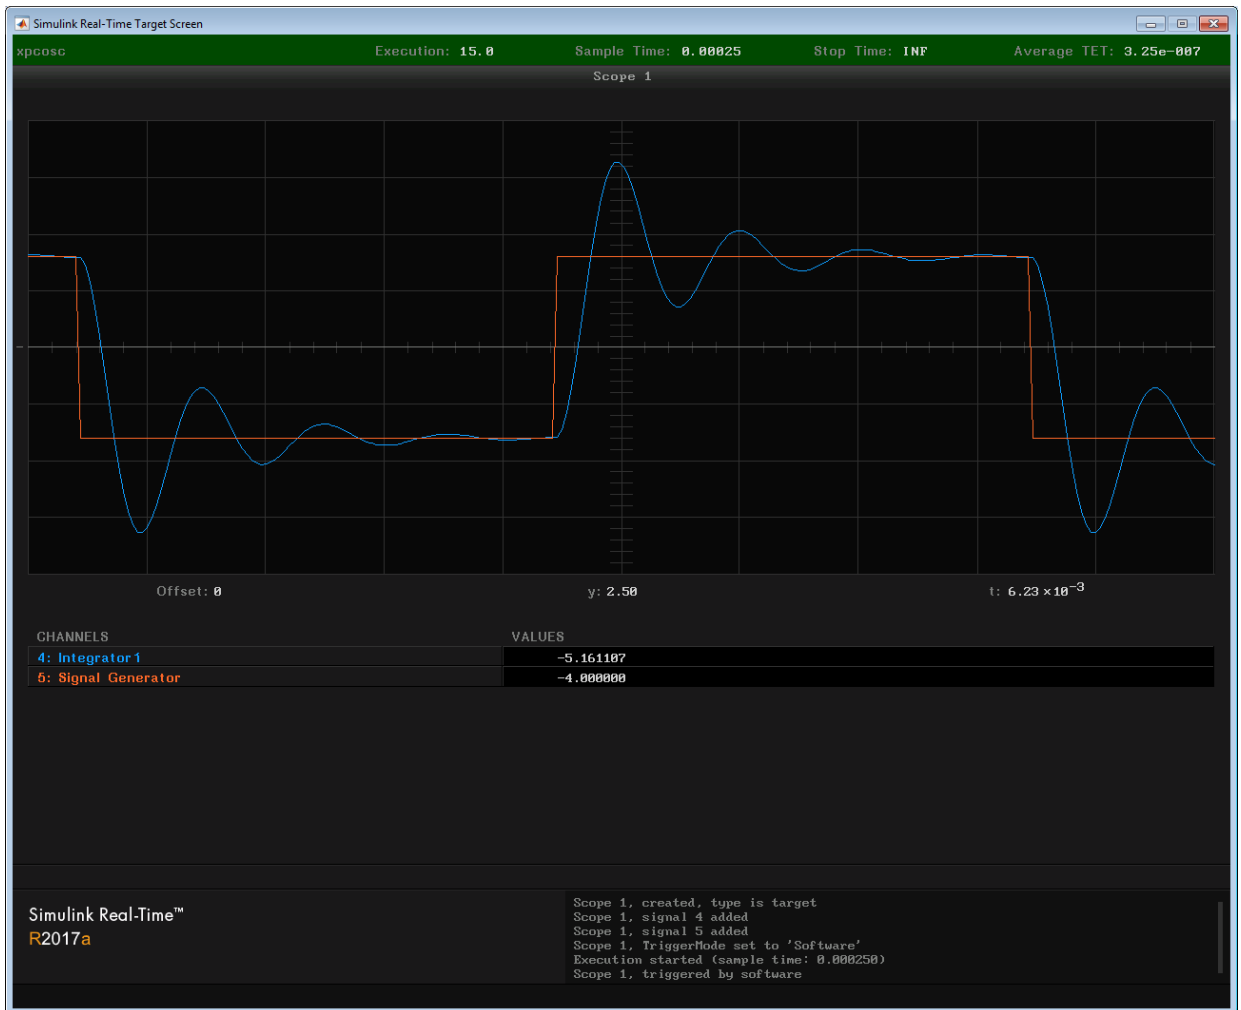 Simulink Real-Time Target Screen
xpcosc Execution: 15.0 Sample Time: 0.00025 Stop Time: INF Average TET: 3.25e-007
Scope 1
Offset: 0 y: 2.50 t: 6.23 ×10⁻³
CHANNELS VALUES
4: Integrator1 -5.161107
5: Signal Generator -4.000000
Simulink Real-Time™
R2017a
Scope 1, created, type is target
Scope 1, signal 4 added
Scope 1, signal 5 added
Scope 1, TriggerMode set to 'Software'
Execution started (sample time: 0.000250)
Scope 1, triggered by software